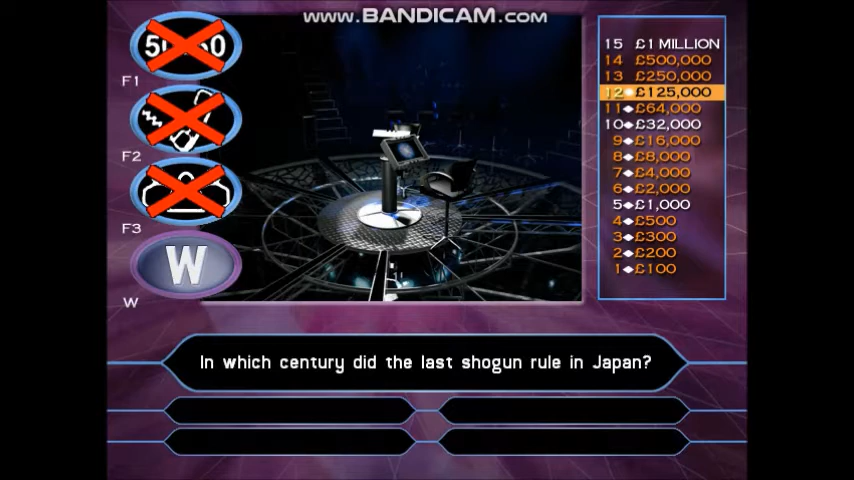 www.BANDICAM.com
50:50
F1
F2
F3
W
W
15 £1 MILLION
14 £500,000
13 £250,000
12◆£125,000
11◆£64,000
10◆£32,000
9◆£16,000
8◆£8,000
7◆£4,000
6◆£2,000
5◆£1,000
4◆£500
3◆£300
2◆£200
1◆£100
In which century did the last shogun rule in Japan?